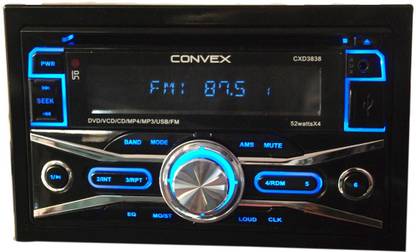 CONVEX
CXD3838
PWR
SEEK
FM1 87.5 1
DVD/VCD/CD/MP4/MP3/USB/FM
52wattsX4
BAND MODE AMS MUTE
1/
2/INT 3/RPT
4/RDM 5
6
EQ MO/ST LOUD CLK